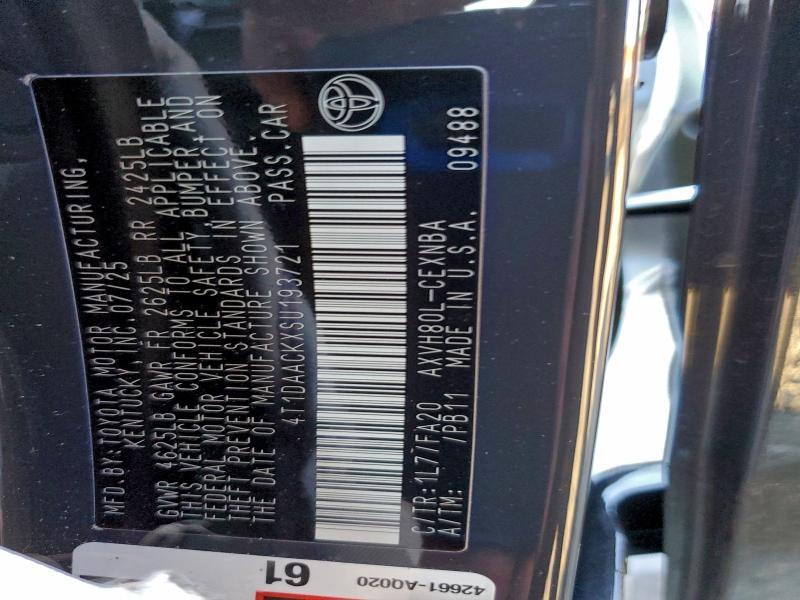 MFD.BY:TOYOTA MOTOR MANUFACTURING,
KENTUCKY INC. 07/25
GVWR 4625LB GAWR FR 2625LB RR 2425LB
THIS VEHICLE CONFORMS TO ALL APPLICABLE
FEDERAL MOTOR VEHICLE SAFETY, BUMPER AND
THEFT PREVENTION STANDARDS IN EFFECT ON
THE DATE OF MANUFACTURE SHOWN ABOVE.
4T1DAACKXSU193721 PASS.CAR
C/TR:1L7/FA20 AXVH80L-CEXNBA 09488
A/TM: /PB11 MADE IN U.S.A.
61
42661-AQ020